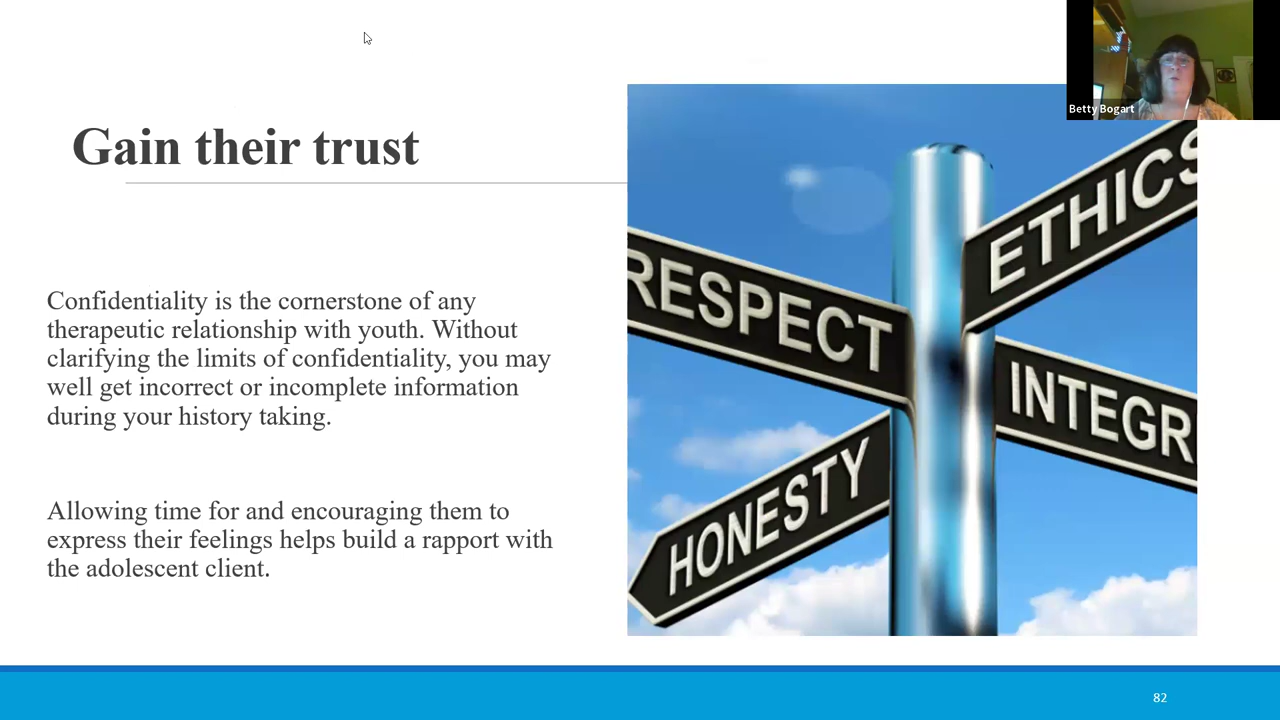 Betty Bogart
Gain their trust
Confidentiality is the cornerstone of any
therapeutic relationship with youth. Without
clarifying the limits of confidentiality, you may
well get incorrect or incomplete information
during your history taking.
Allowing time for and encouraging them to
express their feelings helps build a rapport with
the adolescent client.
ETHICS
RESPECT
INTEGR
HONESTY
82